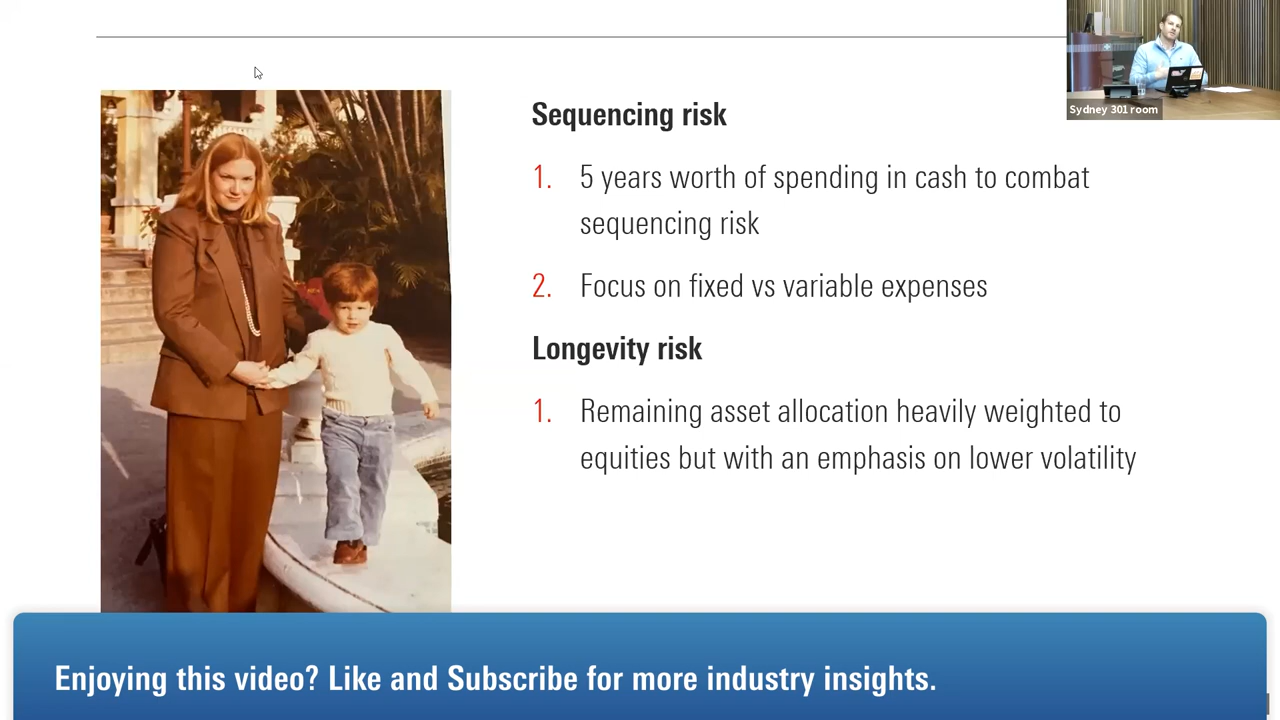 Sydney 301 room
Sequencing risk
1. 5 years worth of spending in cash to combat
sequencing risk
2. Focus on fixed vs variable expenses
Longevity risk
1. Remaining asset allocation heavily weighted to
equities but with an emphasis on lower volatility
Enjoying this video? Like and Subscribe for more industry insights.